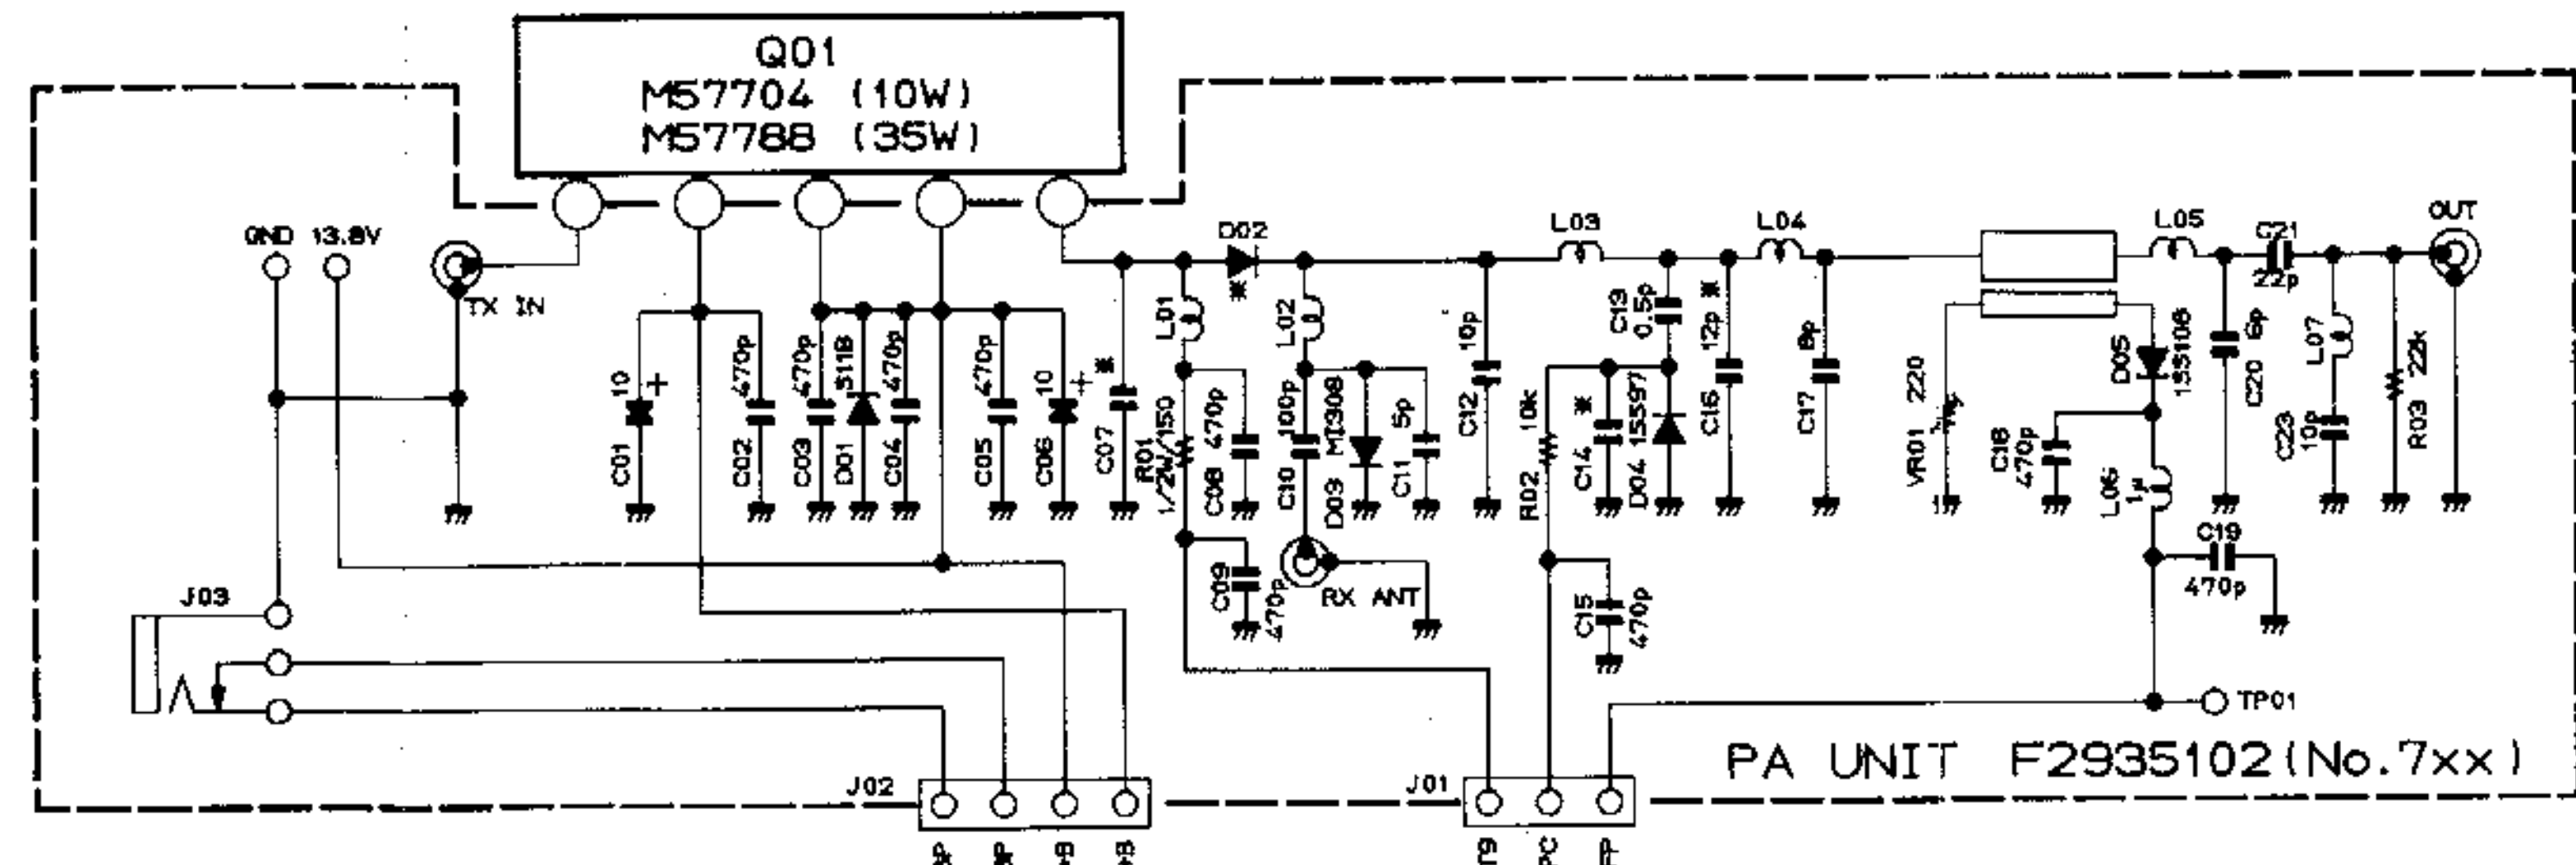 Q01
M57704 (10W)
M57788 (35W)
GND 13.8V
TX IN
D02
*
L03
L04
L05
C21
22p
OUT
L01
L02
C01
10
+
C02
470p
C03
470p
D01
C04
470p
C05
470p
C06
10
+
C07
*
R01
1/2W/150
C08 470p
C09
470p
C10
100p
D03 MI308
C11
5p
C12
10p
C13
0.5p
R02
10k
C14
*
D04 1SS97
C16
12p *
C17
8p
VR01 220
D05
1SS106
C18
470p
L06
1μ
C19
470p
C20 6p
L07
C23
10p
R03 22k
C15
470p
RX ANT
J03
TP01
PA UNIT F2935102(No.7xx)
J02
J01